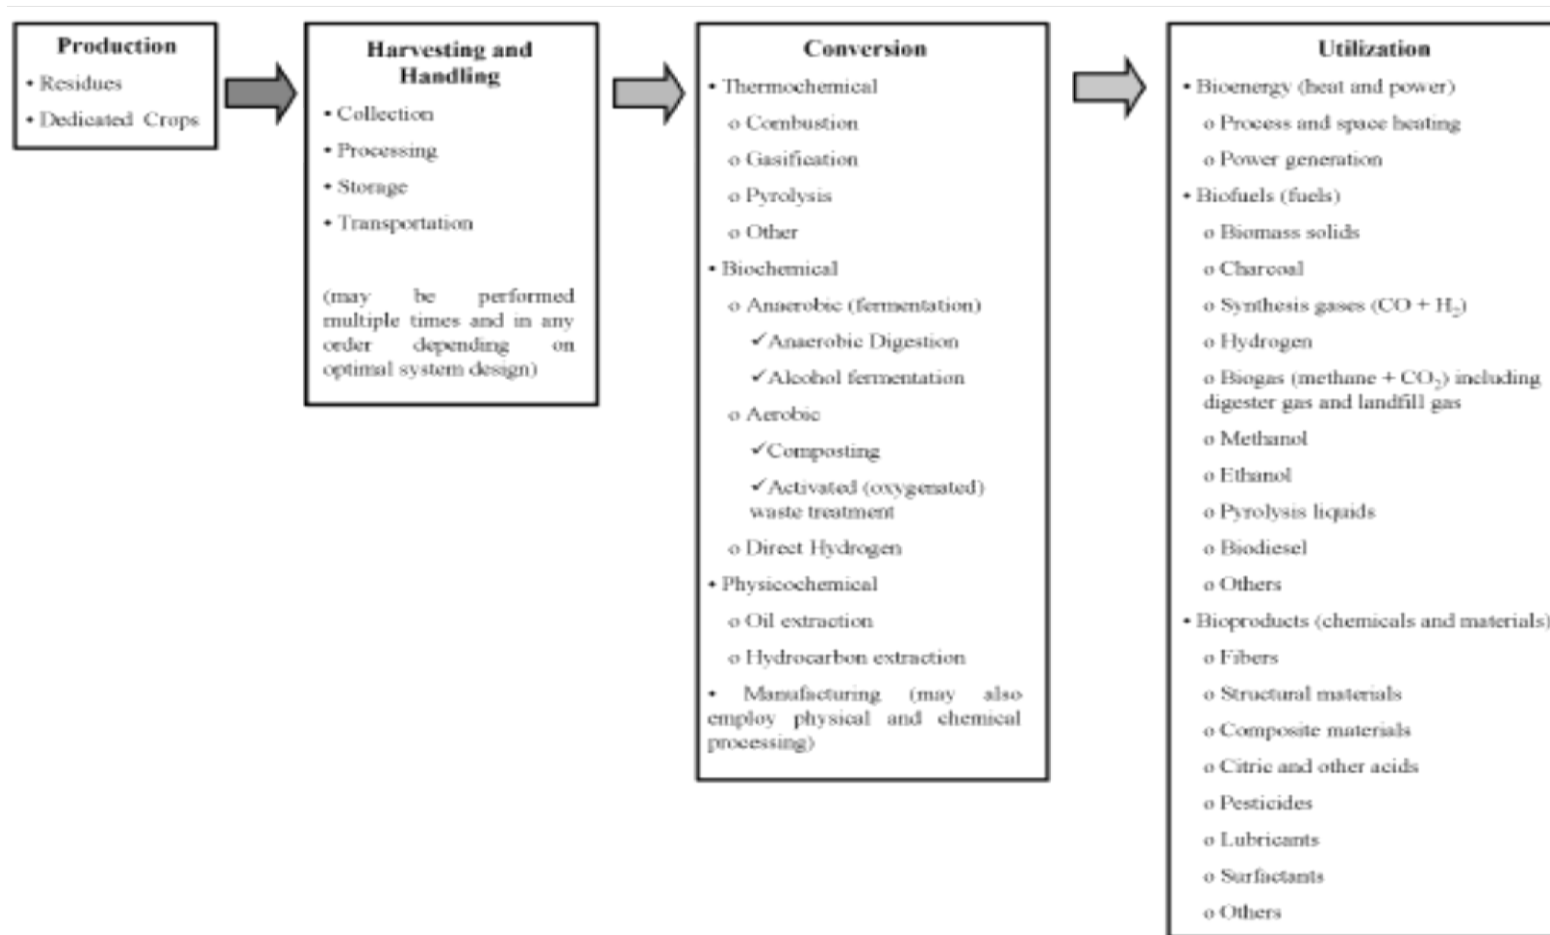 Production
• Residues
• Dedicated Crops
Harvesting and
Handling
• Collection
• Processing
• Storage
• Transportation
(may be performed
multiple times and in any
order depending on
optimal system design)
Conversion
• Thermochemical
o Combustion
o Gasification
o Pyrolysis
o Other
• Biochemical
o Anaerobic (fermentation)
✓Anaerobic Digestion
✓Alcohol fermentation
o Aerobic
✓Composting
✓Activated (oxygenated)
waste treatment
o Direct Hydrogen
• Physicochemical
o Oil extraction
o Hydrocarbon extraction
• Manufacturing (may also
employ physical and chemical
processing)
Utilization
• Bioenergy (heat and power)
o Process and space heating
o Power generation
• Biofuels (fuels)
o Biomass solids
o Charcoal
o Synthesis gases (CO + H₂)
o Hydrogen
o Biogas (methane + CO₂) including
digester gas and landfill gas
o Methanol
o Ethanol
o Pyrolysis liquids
o Biodiesel
o Others
• Bioproducts (chemicals and materials)
o Fibers
o Structural materials
o Composite materials
o Citric and other acids
o Pesticides
o Lubricants
o Surfactants
o Others